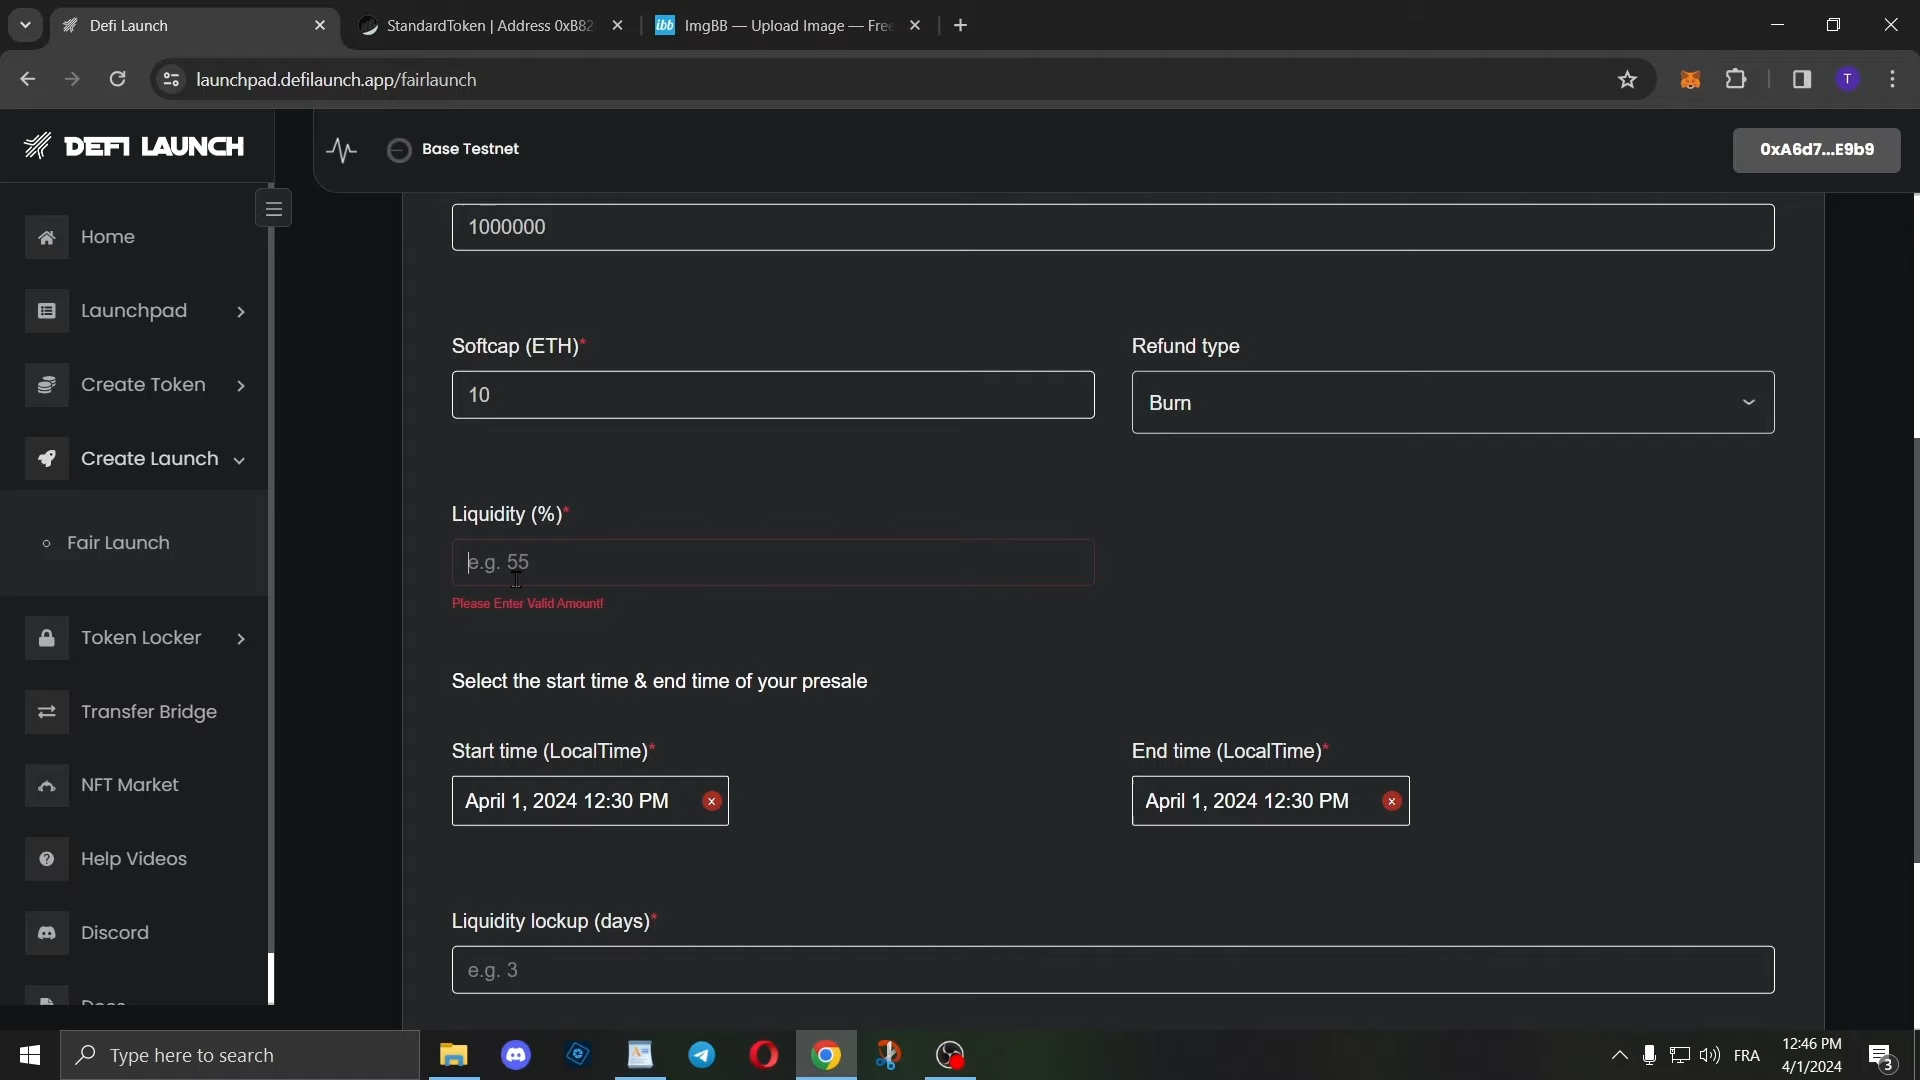 Defi Launch
StandardToken | Address 0xB82
ImgBB — Upload Image — Free
launchpad.defilaunch.app/fairlaunch
T
DEFI LAUNCH
Base Testnet
0xA6d7...E9b9
Home
Launchpad
Create Token
Create Launch
Fair Launch
Token Locker
Transfer Bridge
NFT Market
Help Videos
Discord
Docs
1000000
Softcap (ETH)*
10
Refund type
Burn
Liquidity (%)*
e.g. 55
Please Enter Valid Amount!
Select the start time & end time of your presale
Start time (LocalTime)*
April 1, 2024 12:30 PM
End time (LocalTime)*
April 1, 2024 12:30 PM
Liquidity lockup (days)*
e.g. 3
Type here to search
FRA
12:46 PM
4/1/2024
3